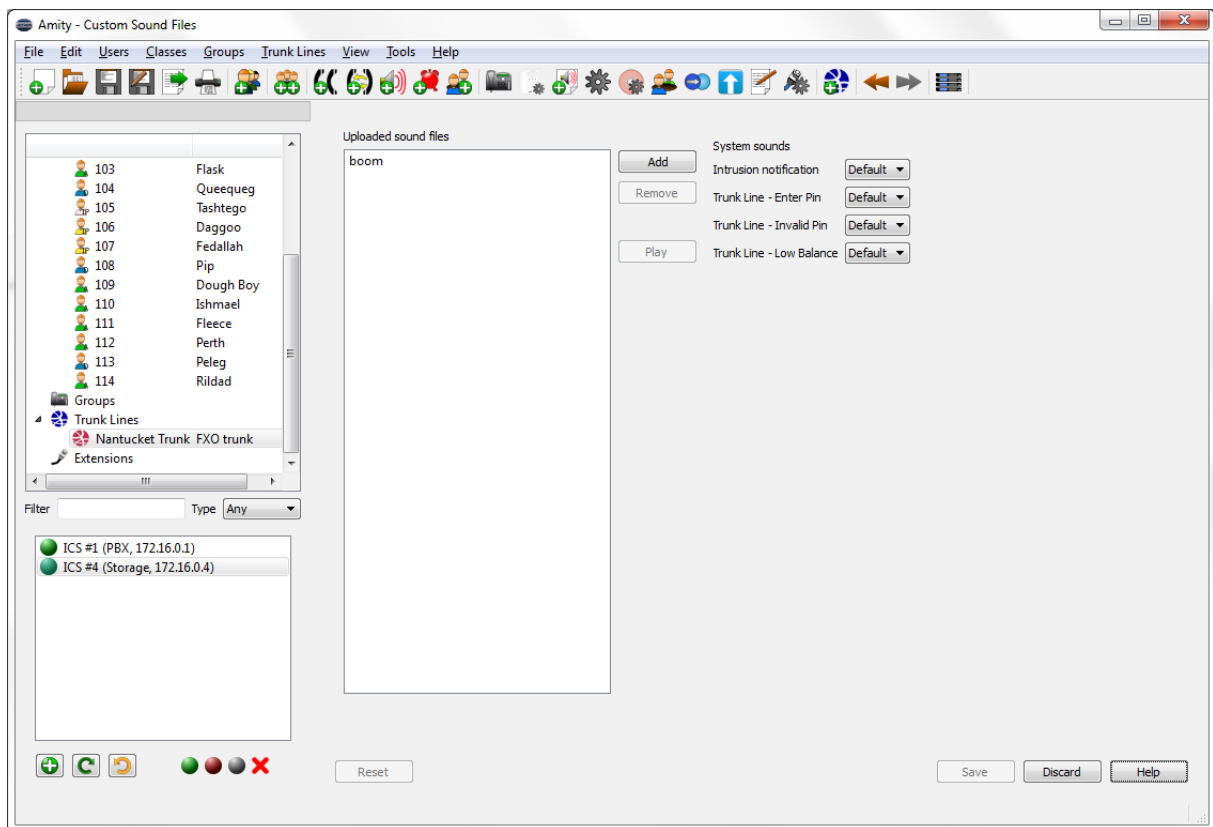 Amity - Custom Sound Files
File Edit Users Classes Groups Trunk Lines View Tools Help
103 Flask
104 Queequeg
105 Tashtego
106 Daggoo
107 Fedallah
108 Pip
109 Dough Boy
110 Ishmael
111 Fleece
112 Perth
113 Peleg
114 Rildad
Groups
Trunk Lines
Nantucket Trunk FXO trunk
Extensions
Filter Type Any
ICS #1 (PBX, 172.16.0.1)
ICS #4 (Storage, 172.16.0.4)
Uploaded sound files
boom
Add
Remove
Play
System sounds
Intrusion notification Default
Trunk Line - Enter Pin Default
Trunk Line - Invalid Pin Default
Trunk Line - Low Balance Default
Reset Save Discard Help